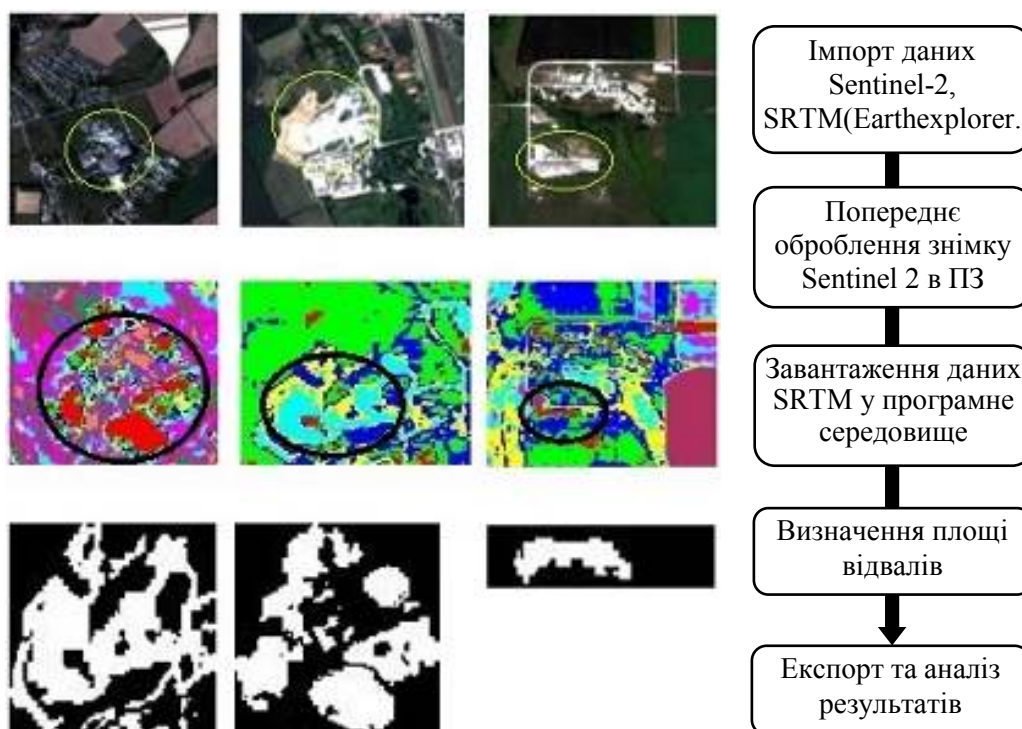 Імпорт даних
Sentinel-2,
SRTM(Earthexplorer.
Попереднє
оброблення знімку
Sentinel 2 в ПЗ
Завантаження даних
SRTM у програмне
середовище
Визначення площі
відвалів
Експорт та аналіз
результатів